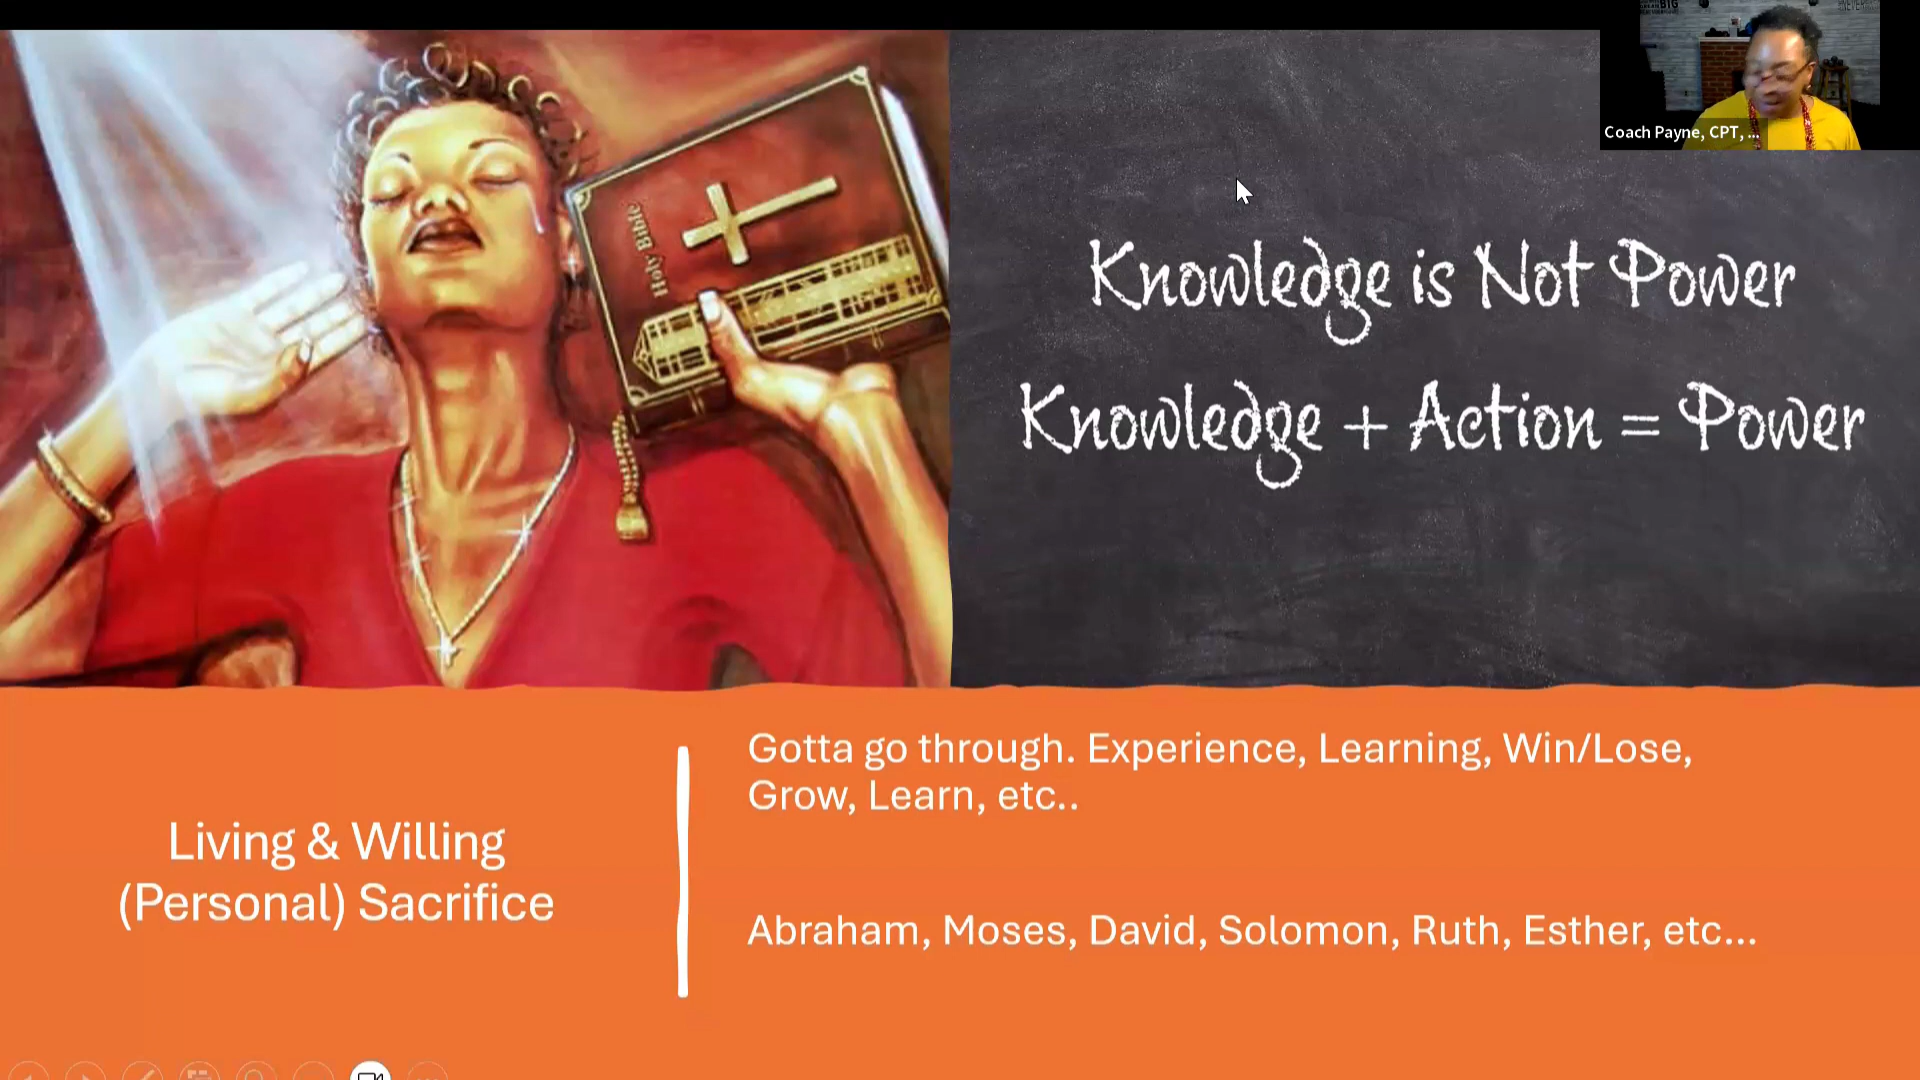 BIG
Coach Payne, CPT, ...
Holy Bible
Knowledge is Not Power
Knowledge + Action = Power
Living & Willing
(Personal) Sacrifice
Gotta go through. Experience, Learning, Win/Lose,
Grow, Learn, etc..
Abraham, Moses, David, Solomon, Ruth, Esther, etc...